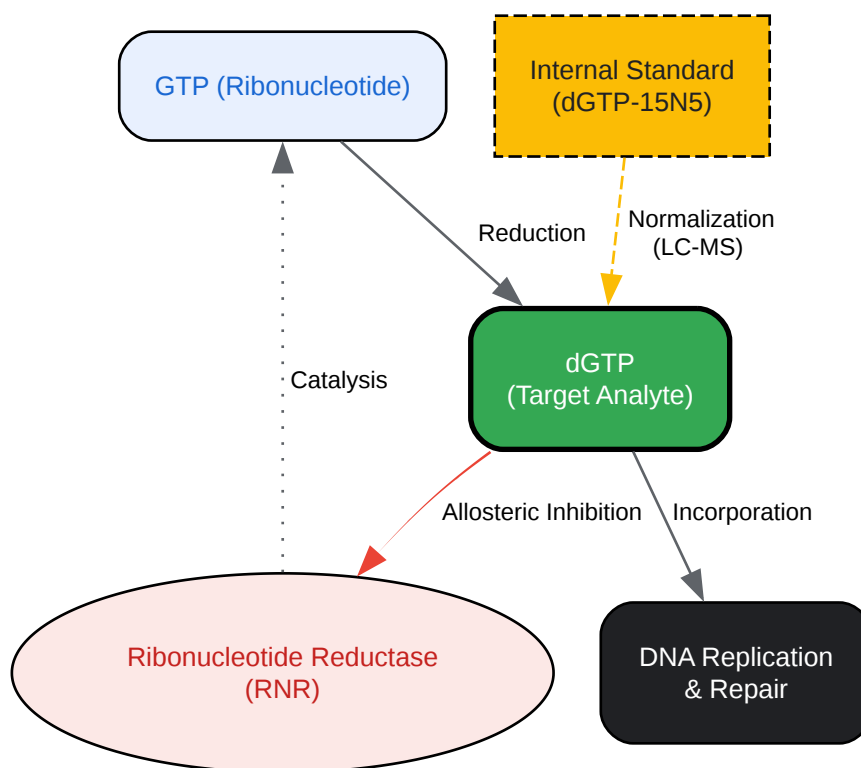 GTP (Ribonucleotide)
Internal Standard
(dGTP-15N5)
Reduction
Normalization
(LC-MS)
dGTP
(Target Analyte)
Catalysis
Allosteric Inhibition
Incorporation
Ribonucleotide Reductase
(RNR)
DNA Replication
& Repair